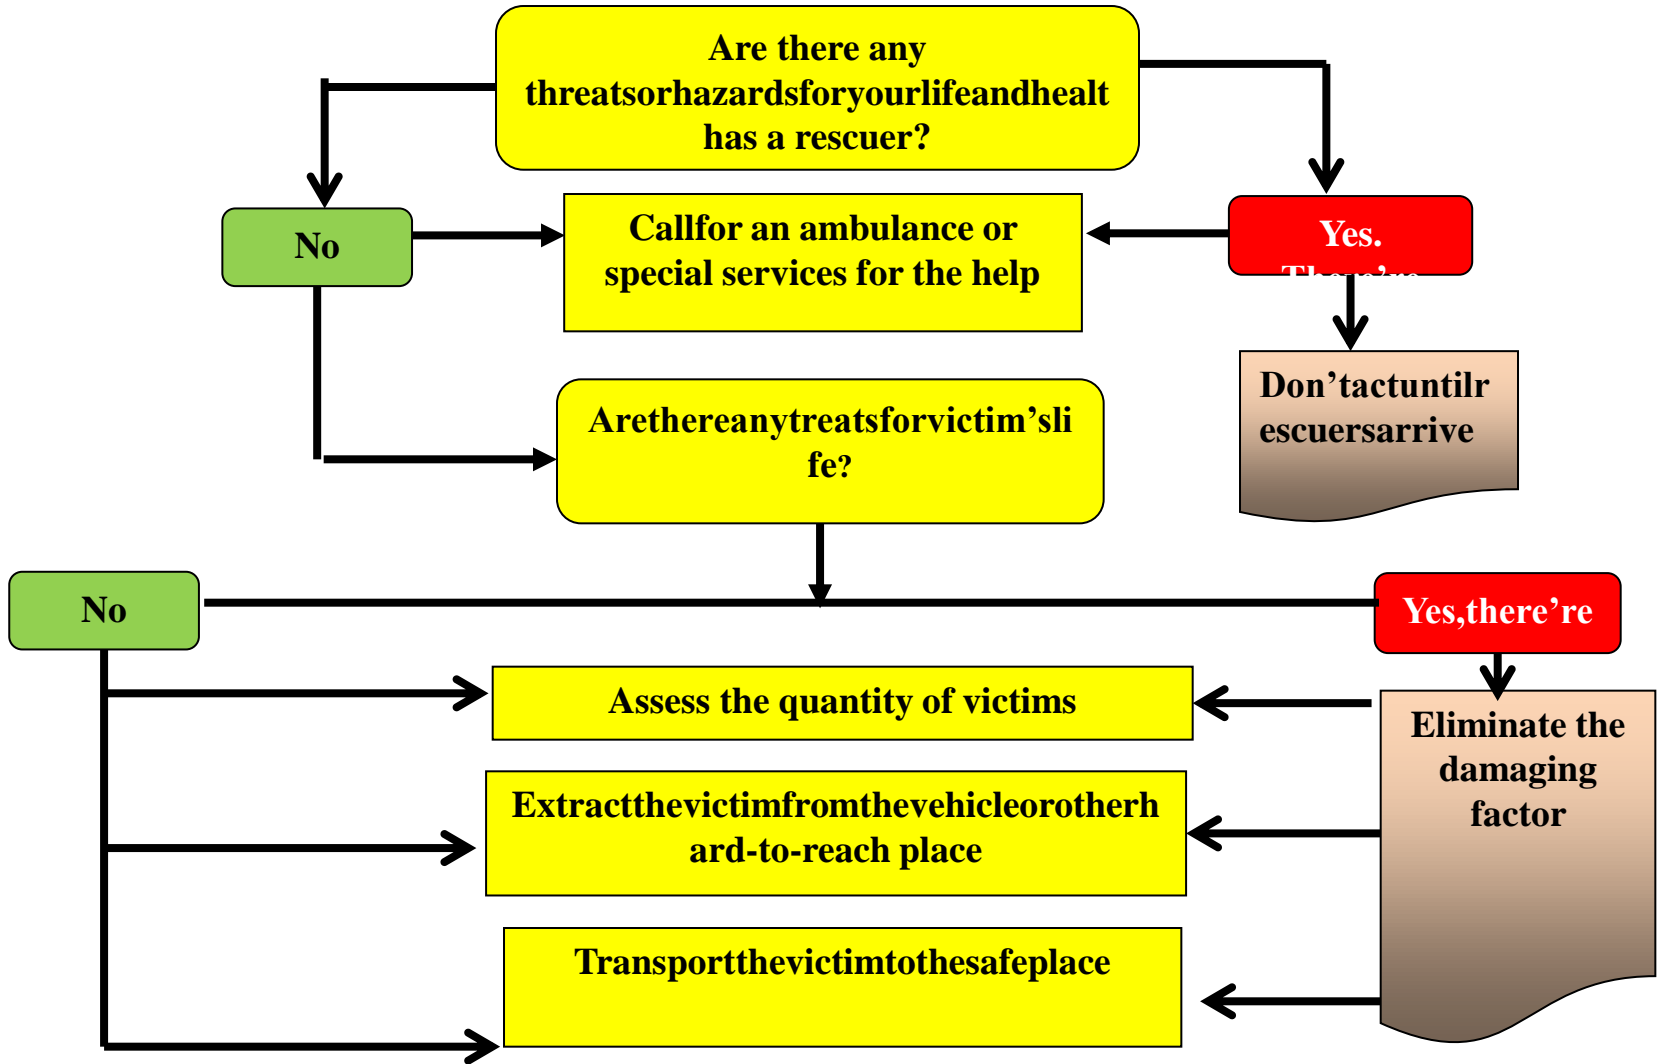 Are there any
threatsorhazardsforyourlifeandhealt
has a rescuer?
No
Callfor an ambulance or
special services for the help
Yes.
There're
Don'tactuntilr
escuersarrive
Arethereanytreatsforvictim'sli
fe?
No
Yes,there're
Assess the quantity of victims
Eliminate the
damaging
factor
Extractthevictimfromthevehicleorotherh
ard-to-reach place
Transportthevictimtothesafeplace